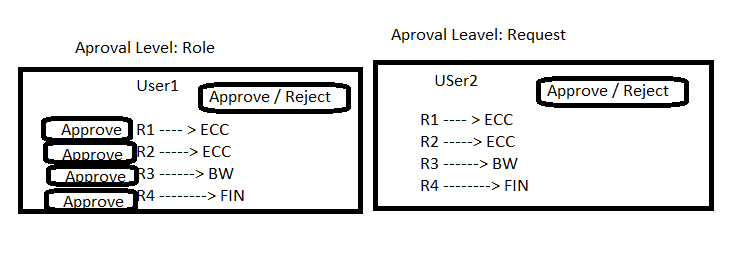 Aproval Level: Role
User1
Approve / Reject
Approve R1 ---- > ECC
Approve R2 -----> ECC
Approve R3 ------> BW
Approve R4 --------> FIN
Aproval Leavel: Request
USer2
Approve / Reject
R1 ---- > ECC
R2 -----> ECC
R3 ------> BW
R4 --------> FIN